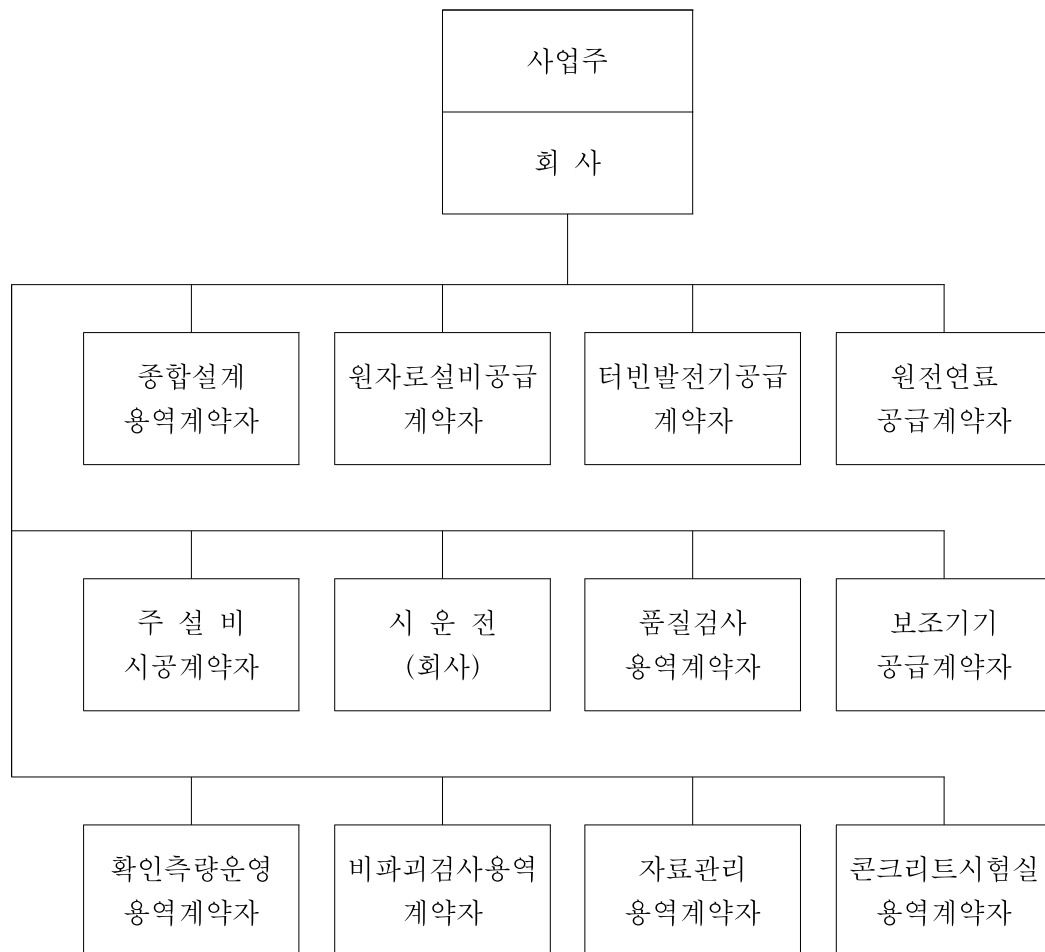 사업주
회 사
종합설계
용역계약자
원자로설비공급
계약자
터빈발전기공급
계약자
원전연료
공급계약자
주 설 비
시공계약자
시 운 전
(회사)
품질검사
용역계약자
보조기기
공급계약자
확인측량운영
용역계약자
비파괴검사용역
계약자
자료관리
용역계약자
콘크리트시험실
용역계약자